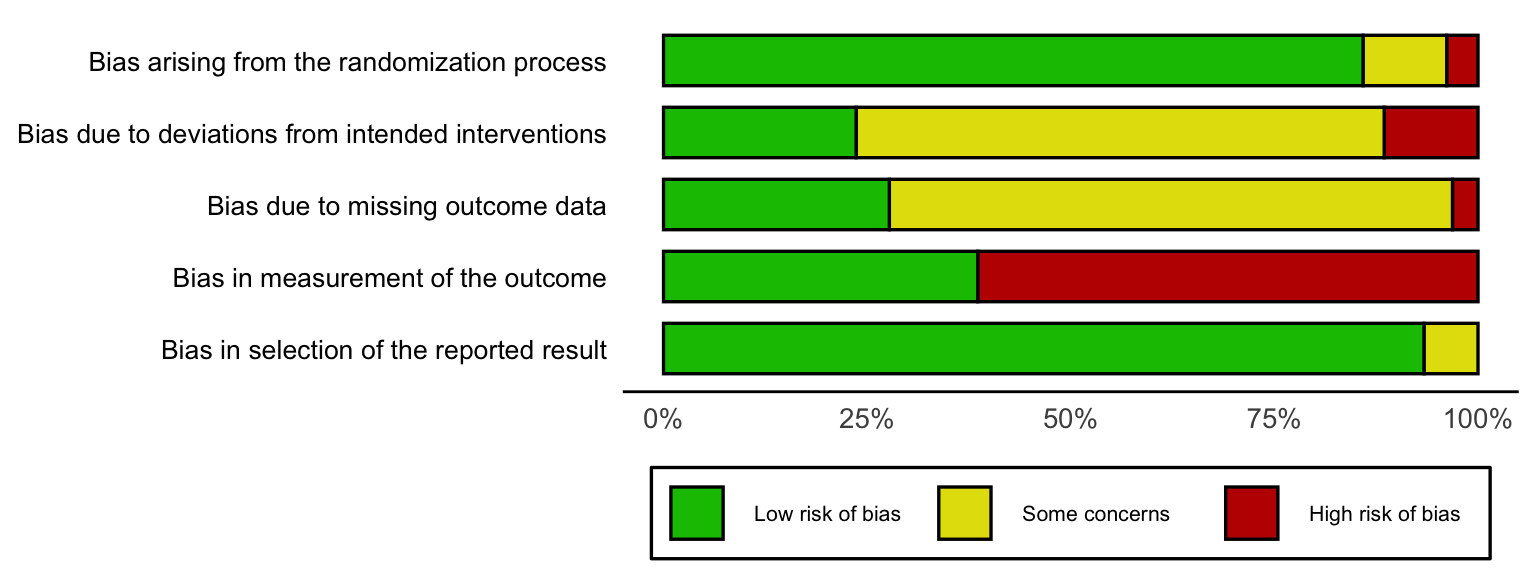 Bias arising from the randomization process
Bias due to deviations from intended interventions
Bias due to missing outcome data
Bias in measurement of the outcome
Bias in selection of the reported result
0% 25% 50% 75% 100%
Low risk of bias Some concerns High risk of bias